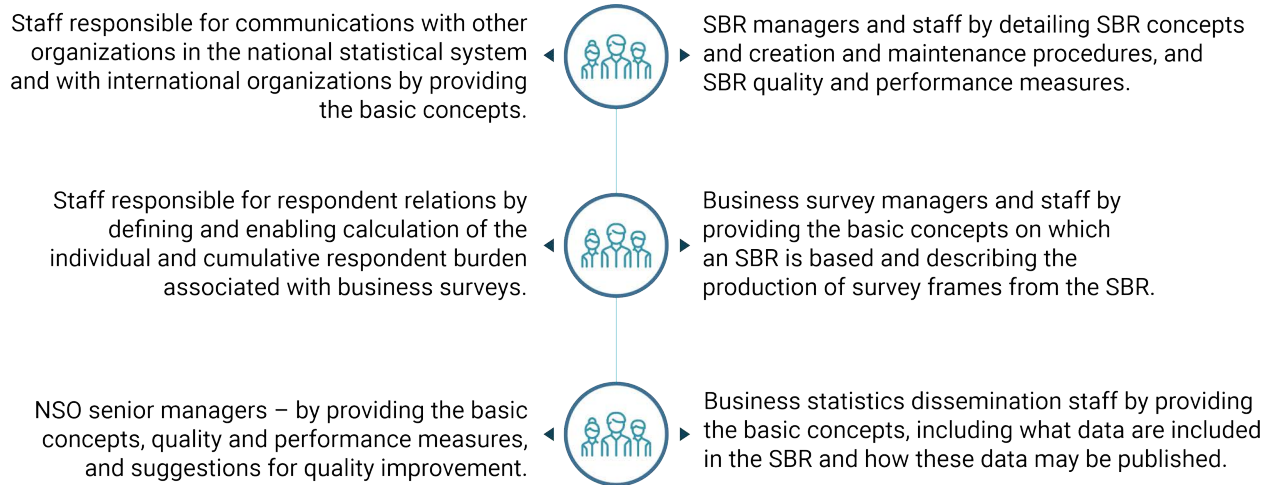 Staff responsible for communications with other
organizations in the national statistical system
and with international organizations by providing
the basic concepts.
SBR managers and staff by detailing SBR concepts
and creation and maintenance procedures, and
SBR quality and performance measures.
Staff responsible for respondent relations by
defining and enabling calculation of the
individual and cumulative respondent burden
associated with business surveys.
Business survey managers and staff by
providing the basic concepts on which
an SBR is based and describing the
production of survey frames from the SBR.
NSO senior managers – by providing the basic
concepts, quality and performance measures,
and suggestions for quality improvement.
Business statistics dissemination staff by providing
the basic concepts, including what data are included
in the SBR and how these data may be published.